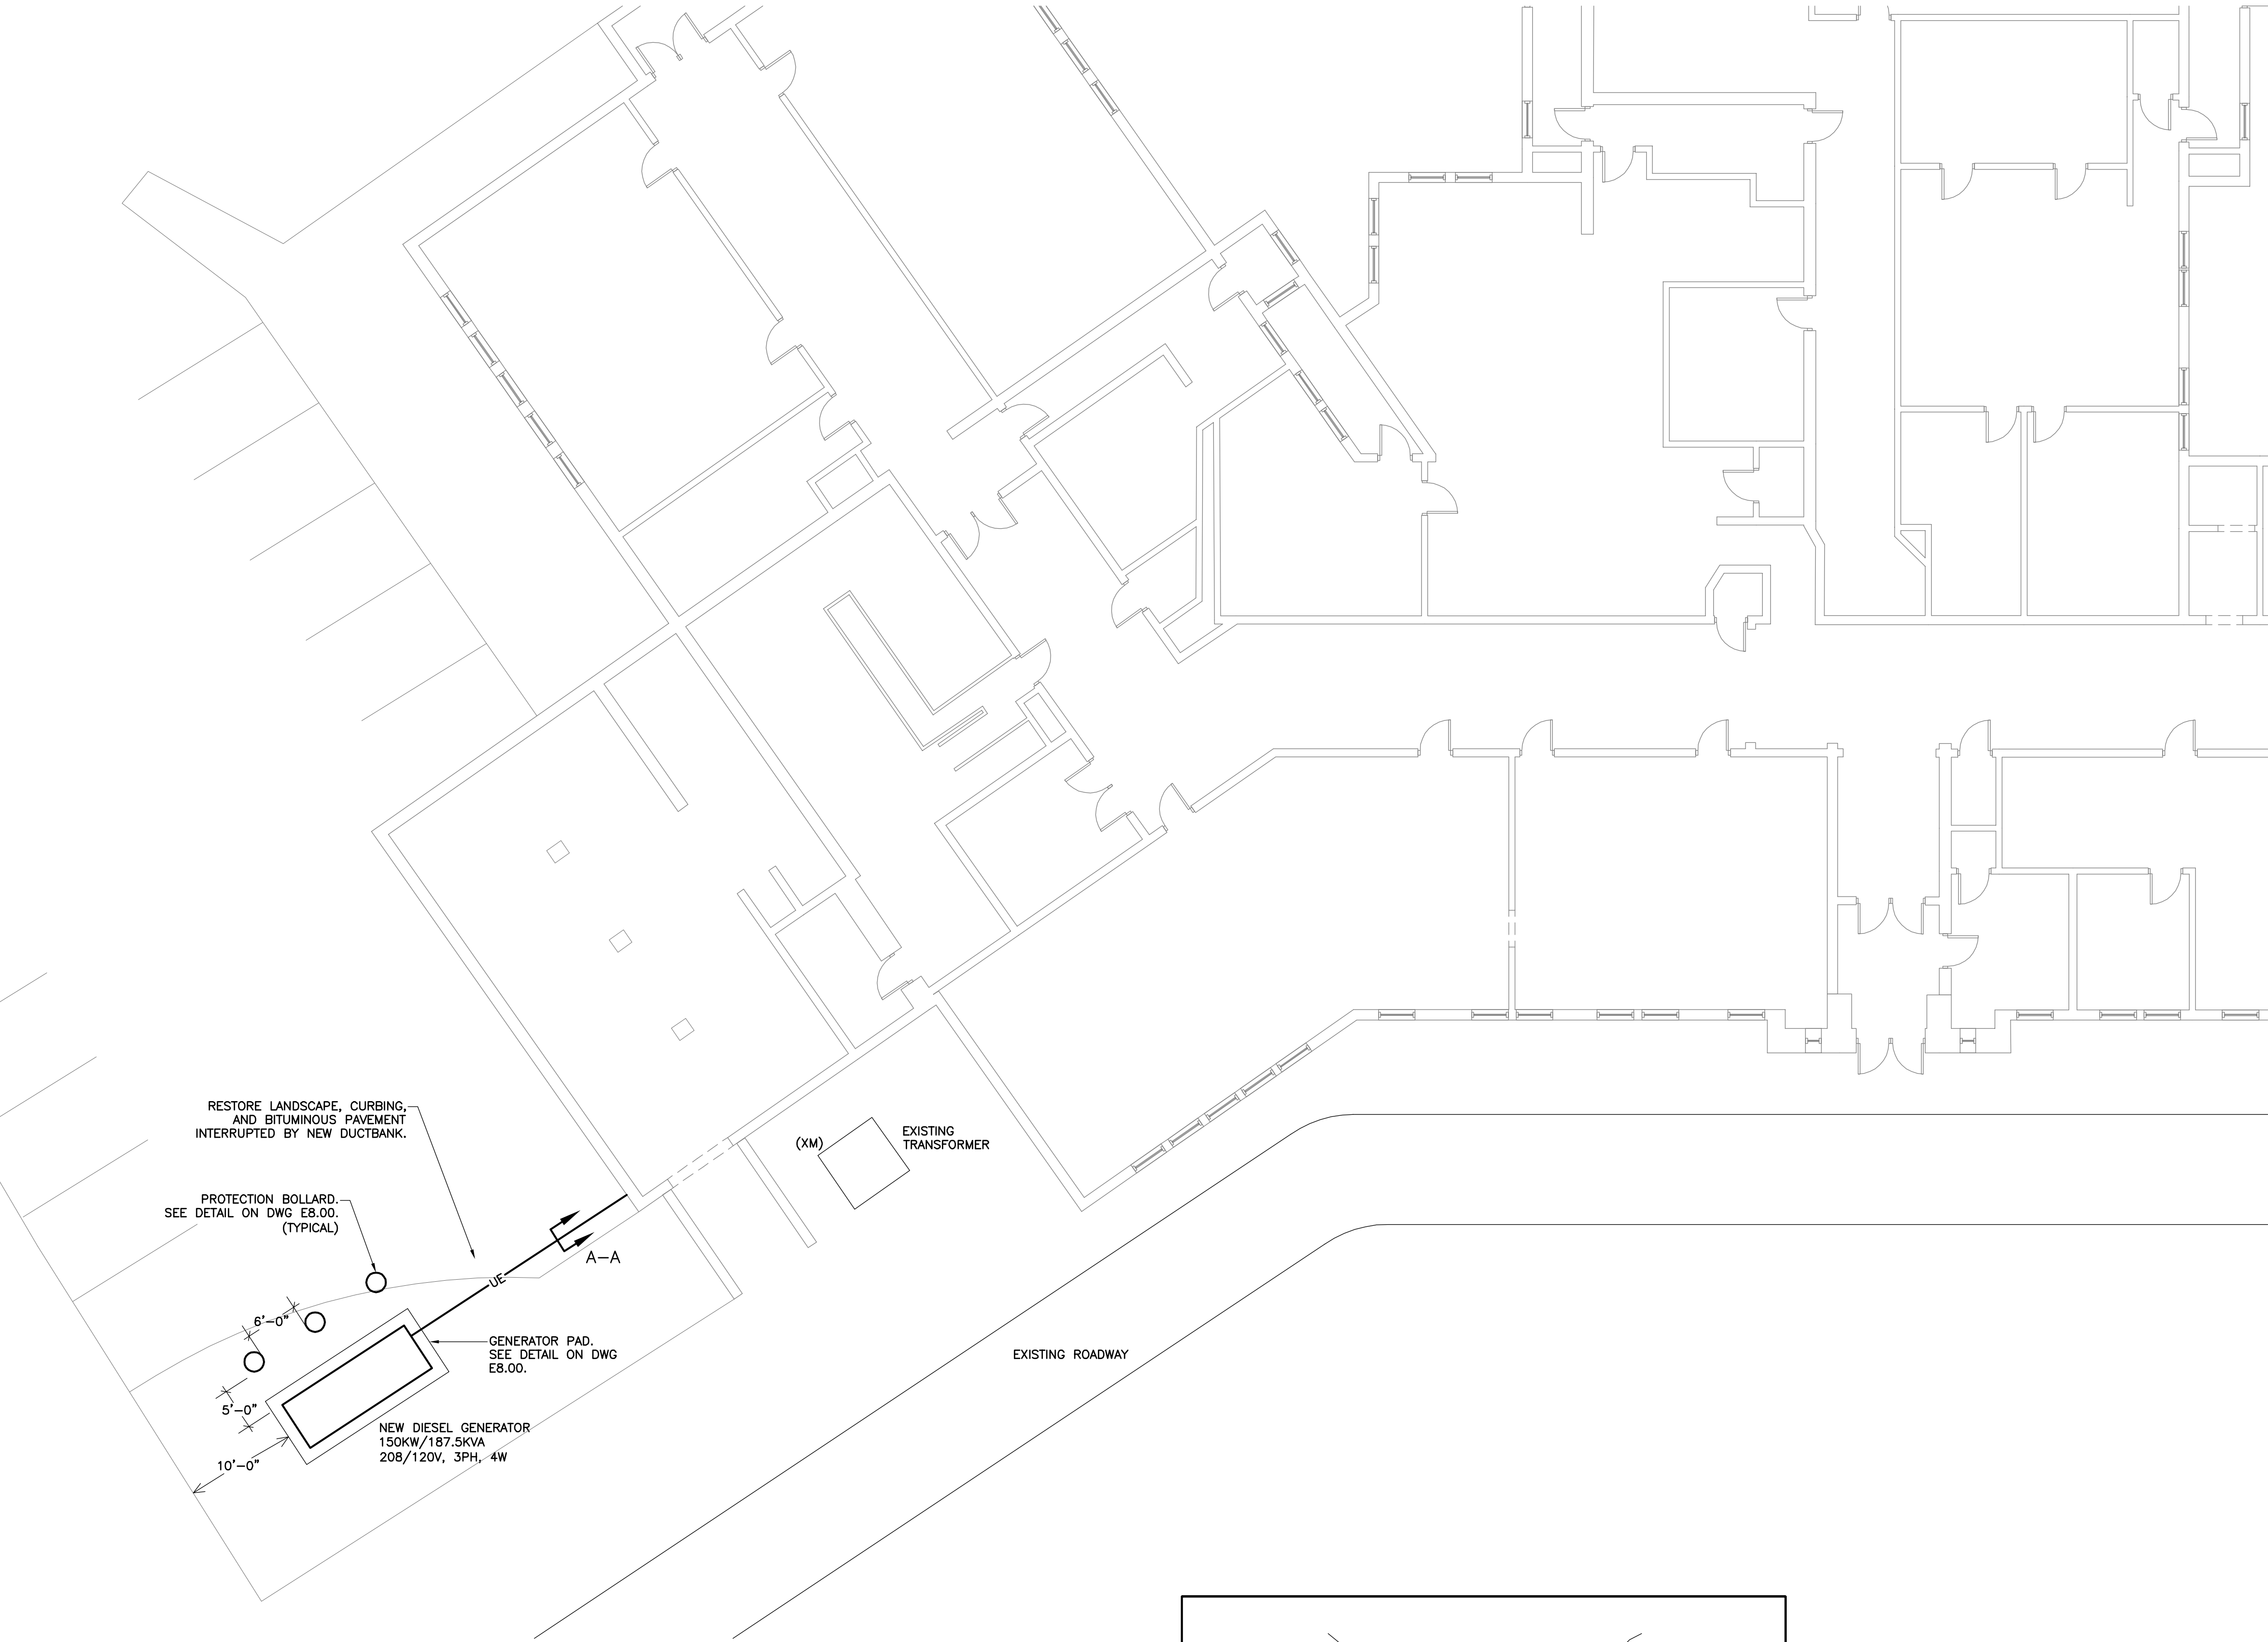 RESTORE LANDSCAPE, CURBING,
AND BITUMINOUS PAVEMENT
INTERRUPTED BY NEW DUCTBANK.
(XM)
EXISTING
TRANSFORMER
PROTECTION BOLLARD.
SEE DETAIL ON DWG E8.00.
(TYPICAL)
A-A
UE
6'-0"
GENERATOR PAD.
SEE DETAIL ON DWG
E8.00.
EXISTING ROADWAY
5'-0"
NEW DIESEL GENERATOR
150KW/187.5KVA
208/120V, 3PH, 4W
10'-0"